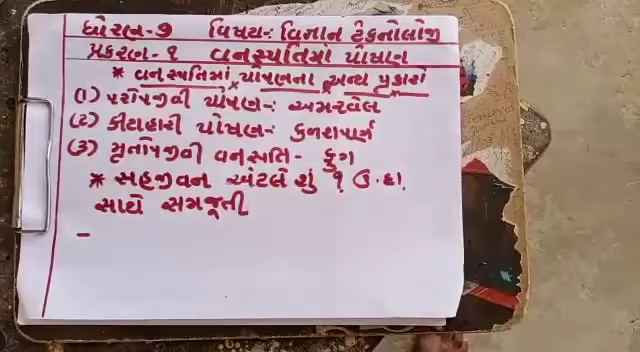 ધોરણ-૭ વિષય:- વિજ્ઞાન ટેકનોલોજી
પ્રકરણ-૧ વનસ્પતિમાં પોષણ
* વનસ્પતિમાં પોષણના અન્ય પ્રકારો
(૧) પરોપજીવી પોષણ:- અમરવેલ
(૨) કીટાહારી પોષણ:- કળશપર્ણ
(૩) મૃતોપજીવી વનસ્પતિ- ફુગ
* સહજીવન એટલે શું ? ઉ.દા.
સાથે સમજૂતી
–